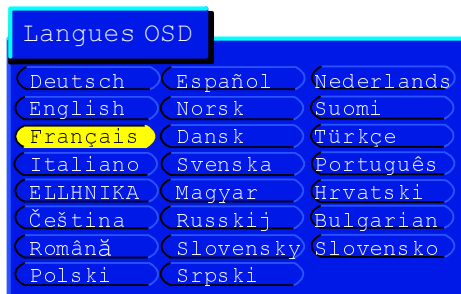 Langues OSD
Deutsch Español Nederlands
English Norsk Suomi
Français Dansk Türkçe
Italiano Svenska Português
ELLHNIKA Magyar Hrvatski
Čeština Russkij Bulgarian
Română Slovensky Slovensko
Polski Srpski